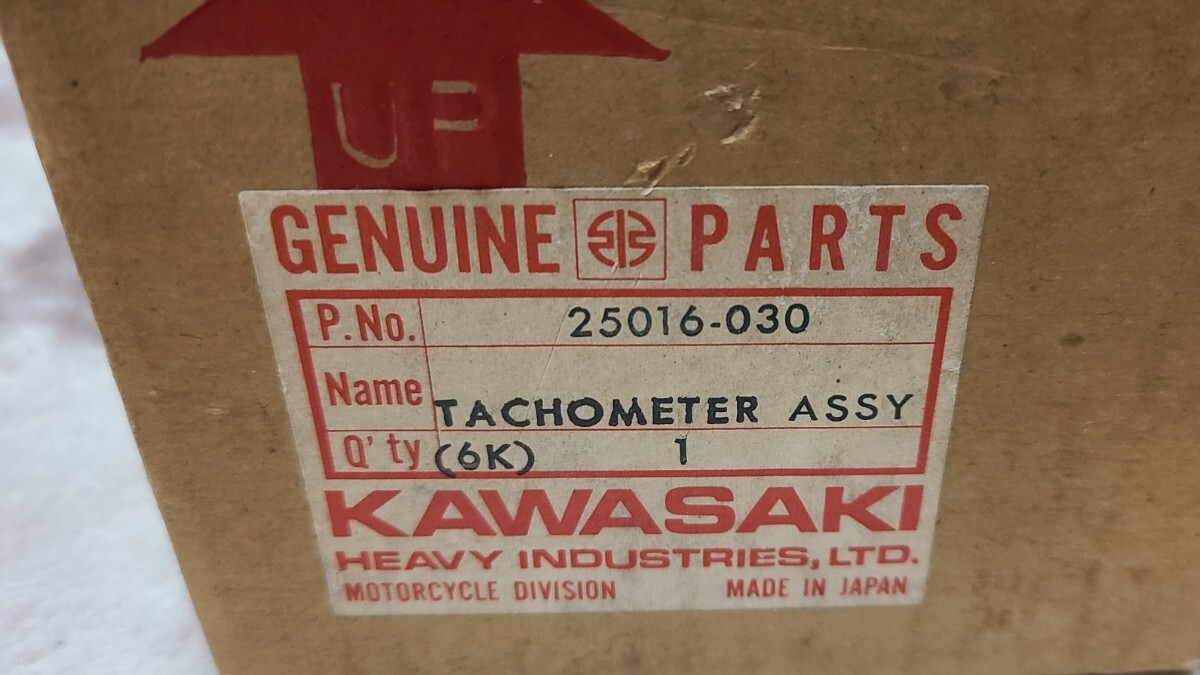 UP
GENUINE PARTS
P.No. 25016-030
Name TACHOMETER ASSY
Q'ty (6K) 1
KAWASAKI
HEAVY INDUSTRIES, LTD.
MOTORCYCLE DIVISION MADE IN JAPAN